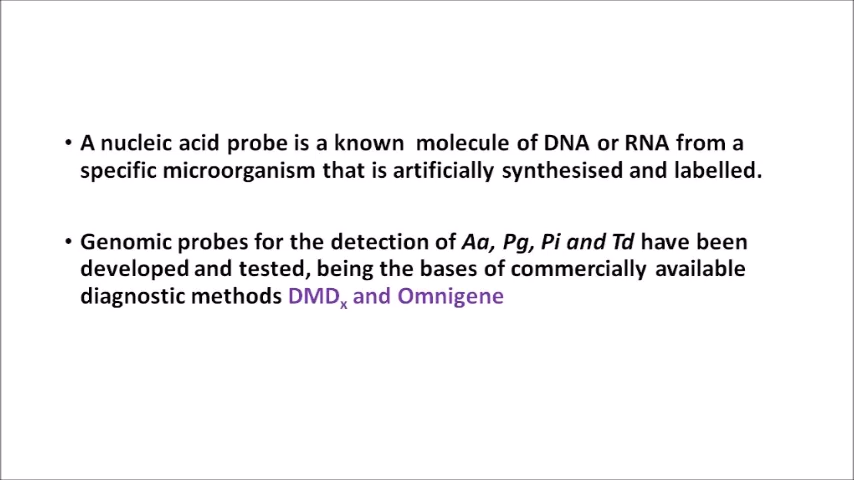 • A nucleic acid probe is a known molecule of DNA or RNA from a
specific microorganism that is artificially synthesised and labelled.
• Genomic probes for the detection of Aa, Pg, Pi and Td have been
developed and tested, being the bases of commercially available
diagnostic methods DMDx and Omnigene